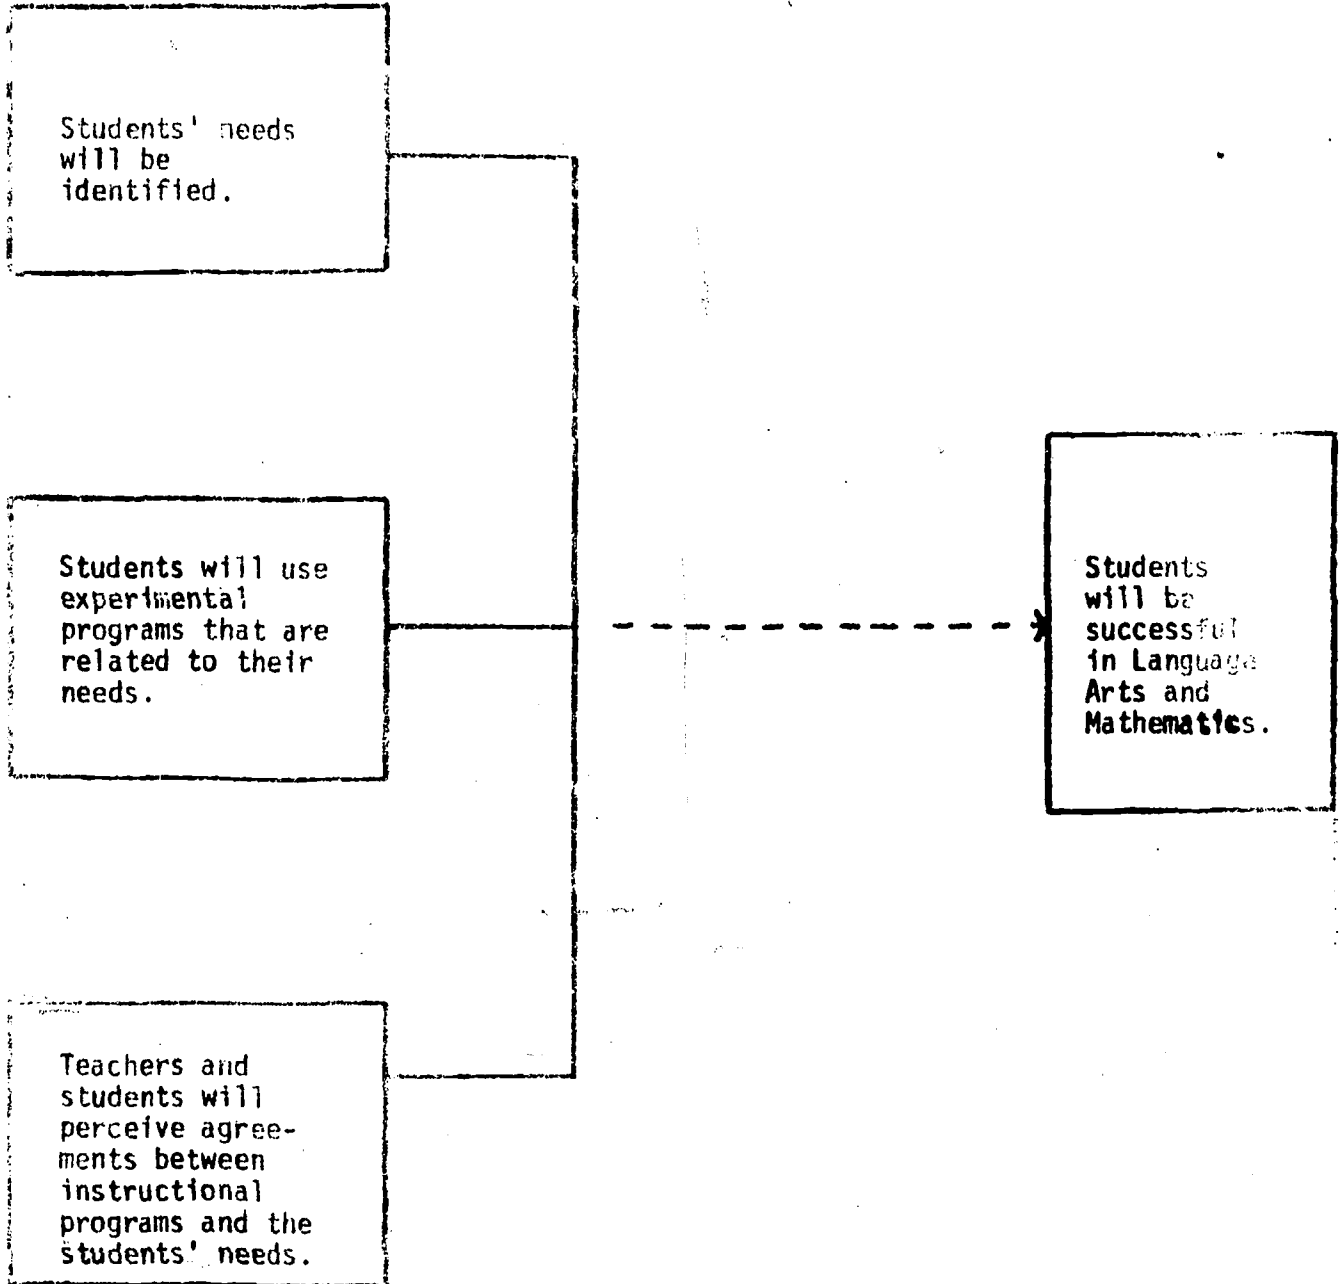 Students' needs
will be
identified.
Students will use
experimental
programs that are
related to their
needs.
Teachers and
students will
perceive agree-
ments between
instructional
programs and the
students' needs.
Students
will be
successful
in Language
Arts and
Mathematics.